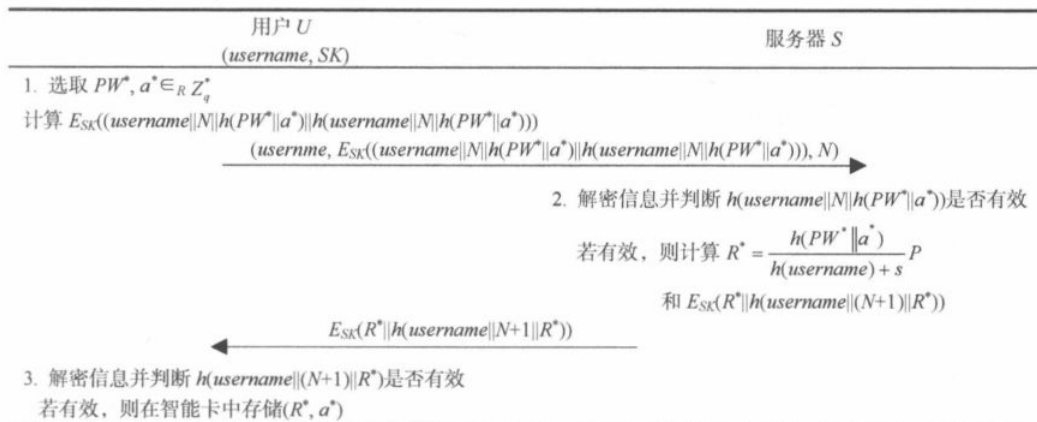 用户 U
(username, SK)
服务器 S
1. 选取 PW*, a*∈R Zq*
计算 ESK((username||N||h(PW*||a*)||h(username||N||h(PW*||a*)))
(usernme, ESK((username||N||h(PW*||a*)||h(username||N||h(PW*||a*))), N)
2. 解密信息并判断 h(username||N||h(PW*||a*))是否有效
若有效，则计算 R* = h(PW*||a*) / h(username) + s P
和 ESK(R*||h(username||(N+1)||R*))
ESK(R*||h(username||N+1||R*))
3. 解密信息并判断 h(username||(N+1)||R*)是否有效
若有效，则在智能卡中存储(R*, a*)